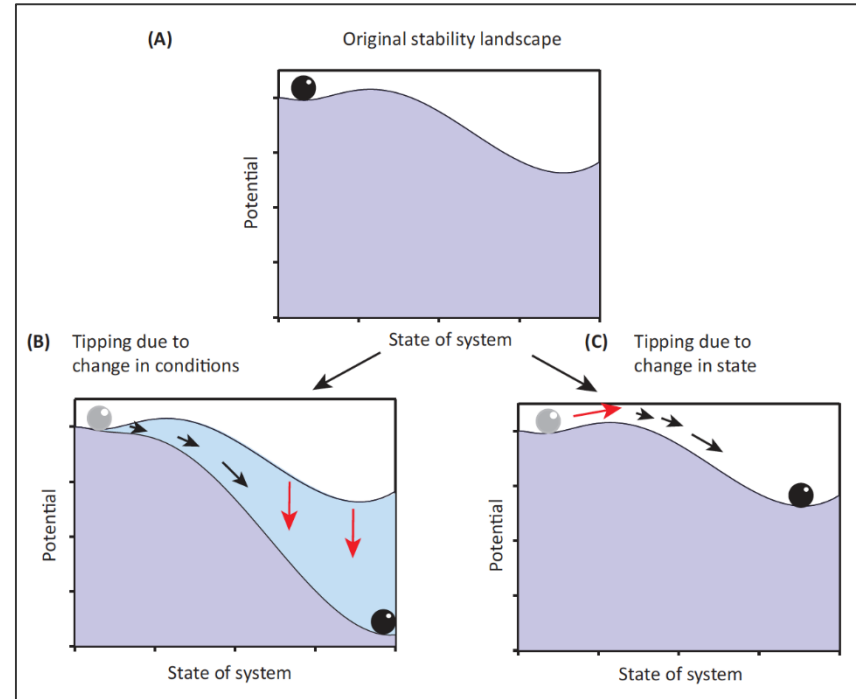 (A) Original stability landscape
Potential
State of system
(B) Tipping due to
change in conditions
Potential
State of system
(C) Tipping due to
change in state
Potential
State of system